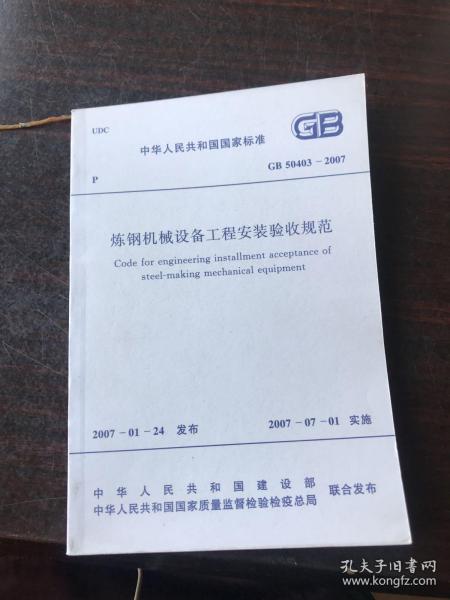 UDC
GB
中华人民共和国国家标准
P
GB 50403－2007
炼钢机械设备工程安装验收规范
Code for engineering installment acceptance of
steel-making mechanical equipment
2007－01－24 发布
2007－07－01 实施
中华人民共和国建设部
中华人民共和国国家质量监督检验检疫总局
联合发布
孔夫子旧书网
www.kongfz.com